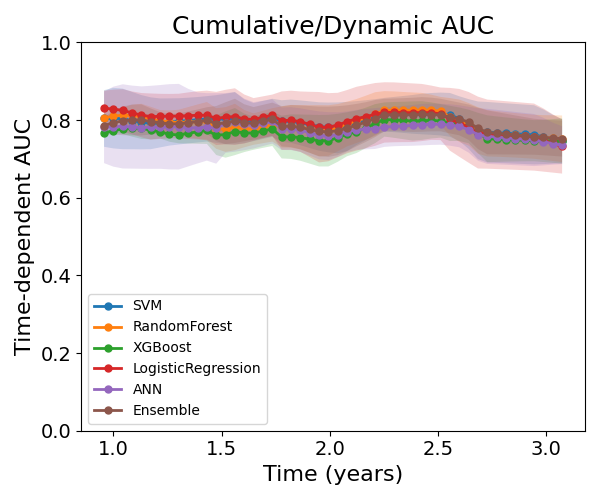 Cumulative/Dynamic AUC
Time-dependent AUC
1.0
0.8
0.6
0.4
0.2
0.0
SVM
RandomForest
XGBoost
LogisticRegression
ANN
Ensemble
1.0 1.5 2.0 2.5 3.0
Time (years)